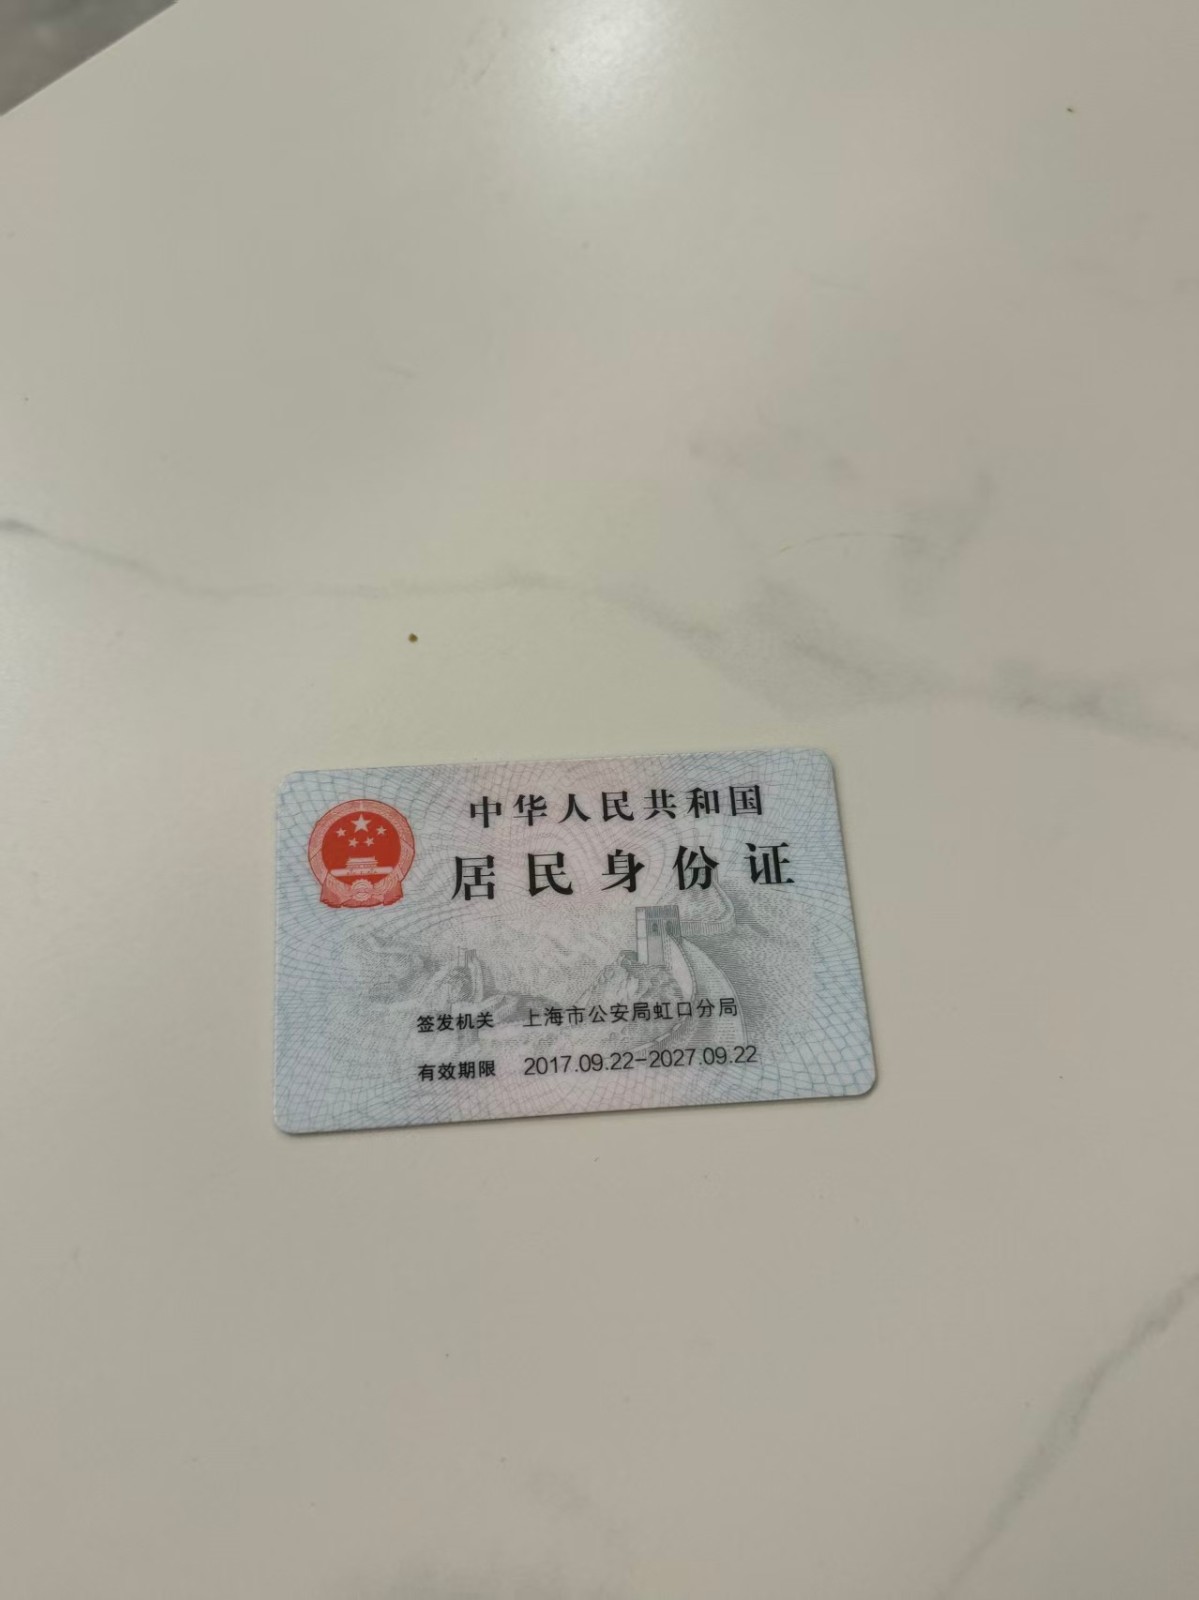 中华人民共和国
居民身份证
签发机关 上海市公安局虹口分局
有效期限 2017.09.22-2027.09.22